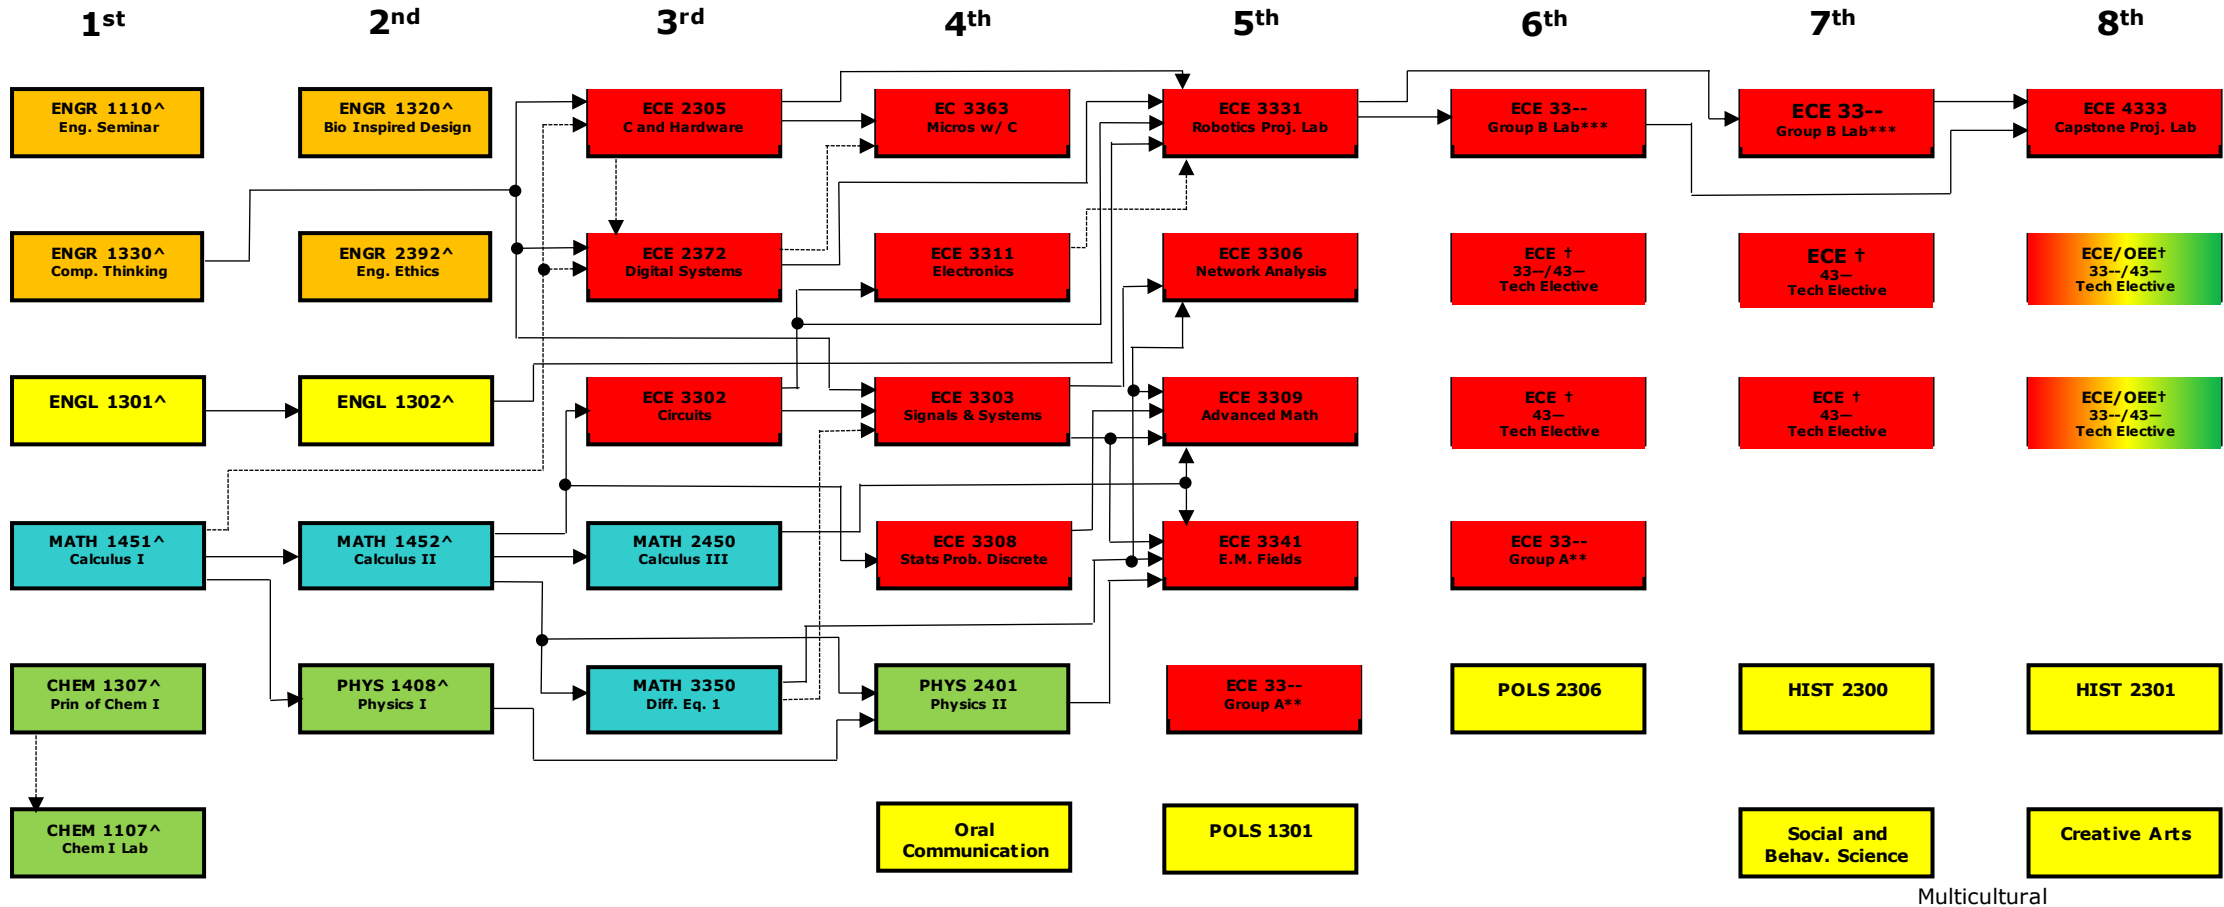 1st 2nd 3rd 4th 5th 6th 7th 8th
ENGR 1110^
Eng. Seminar
ENGR 1320^
Bio Inspired Design
ECE 2305
C and Hardware
EC 3363
Micros w/ C
ECE 3331
Robotics Proj. Lab
ECE 33--
Group B Lab***
ECE 33--
Group B Lab***
ECE 4333
Capstone Proj. Lab
ENGR 1330^
Comp. Thinking
ENGR 2392^
Eng. Ethics
ECE 2372
Digital Systems
ECE 3311
Electronics
ECE 3306
Network Analysis
ECE †
33--/43—
Tech Elective
ECE †
43—
Tech Elective
ECE/OEE†
33--/43—
Tech Elective
ENGL 1301^
ENGL 1302^
ECE 3302
Circuits
ECE 3303
Signals & Systems
ECE 3309
Advanced Math
ECE †
43—
Tech Elective
ECE †
43—
Tech Elective
ECE/OEE†
33--/43—
Tech Elective
MATH 1451^
Calculus I
MATH 1452^
Calculus II
MATH 2450
Calculus III
ECE 3308
Stats Prob. Discrete
ECE 3341
E.M. Fields
ECE 33--
Group A**
CHEM 1307^
Prin of Chem I
PHYS 1408^
Physics I
MATH 3350
Diff. Eq. 1
PHYS 2401
Physics II
ECE 33--
Group A**
POLS 2306
HIST 2300
HIST 2301
CHEM 1107^
Chem I Lab
Oral
Communication
POLS 1301
Social and
Behav. Science
Creative Arts
Multicultural